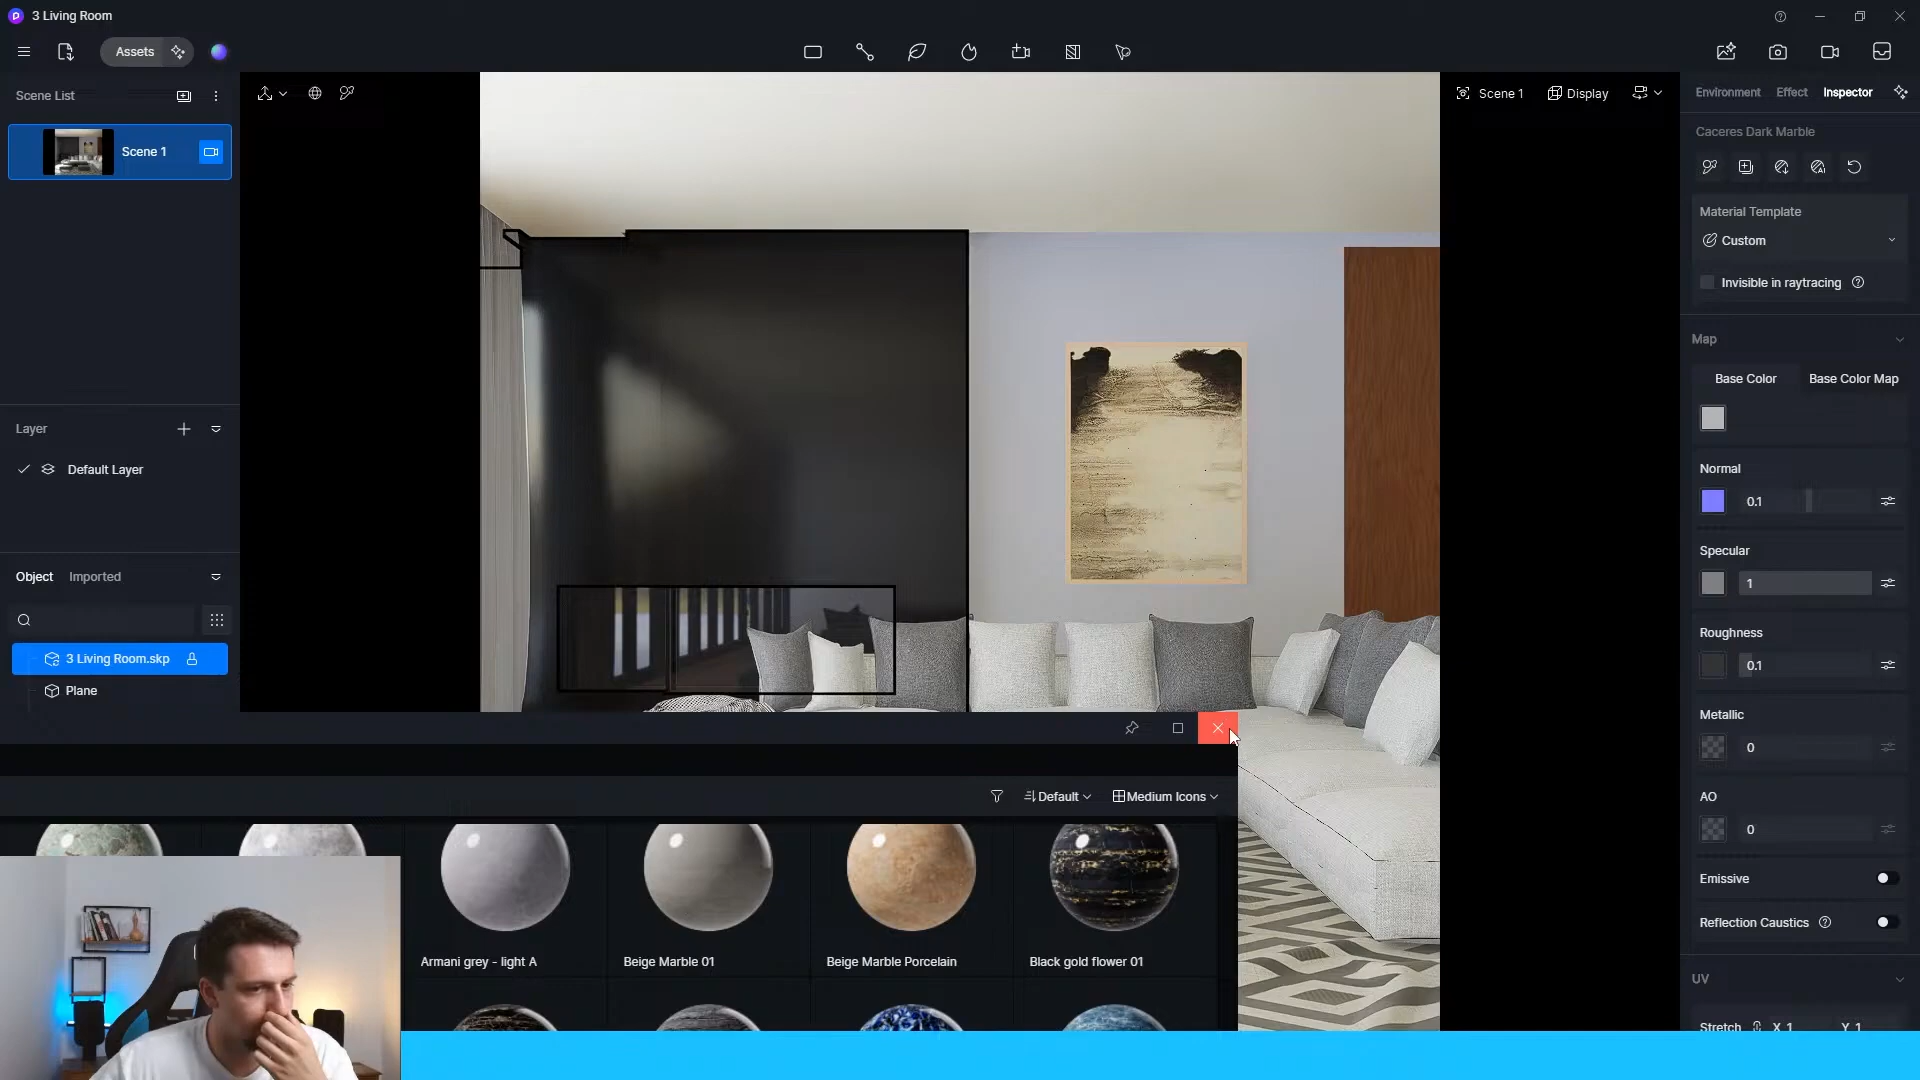 3 Living Room
Assets
Scene List
Scene 1
Layer
Default Layer
Object
Imported
3 Living Room.skp
Plane
Scene 1
Display
Environment
Effect
Inspector
Caceres Dark Marble
Material Template
Custom
Invisible in raytracing
Map
Base Color
Base Color Map
Normal
0.1
Specular
1
Roughness
0.1
Metallic
0
AO
0
Emissive
Reflection Caustics
UV
Stretch X 1 Y 1
Default
Medium Icons
Armani grey - light A
Beige Marble 01
Beige Marble Porcelain
Black gold flower 01